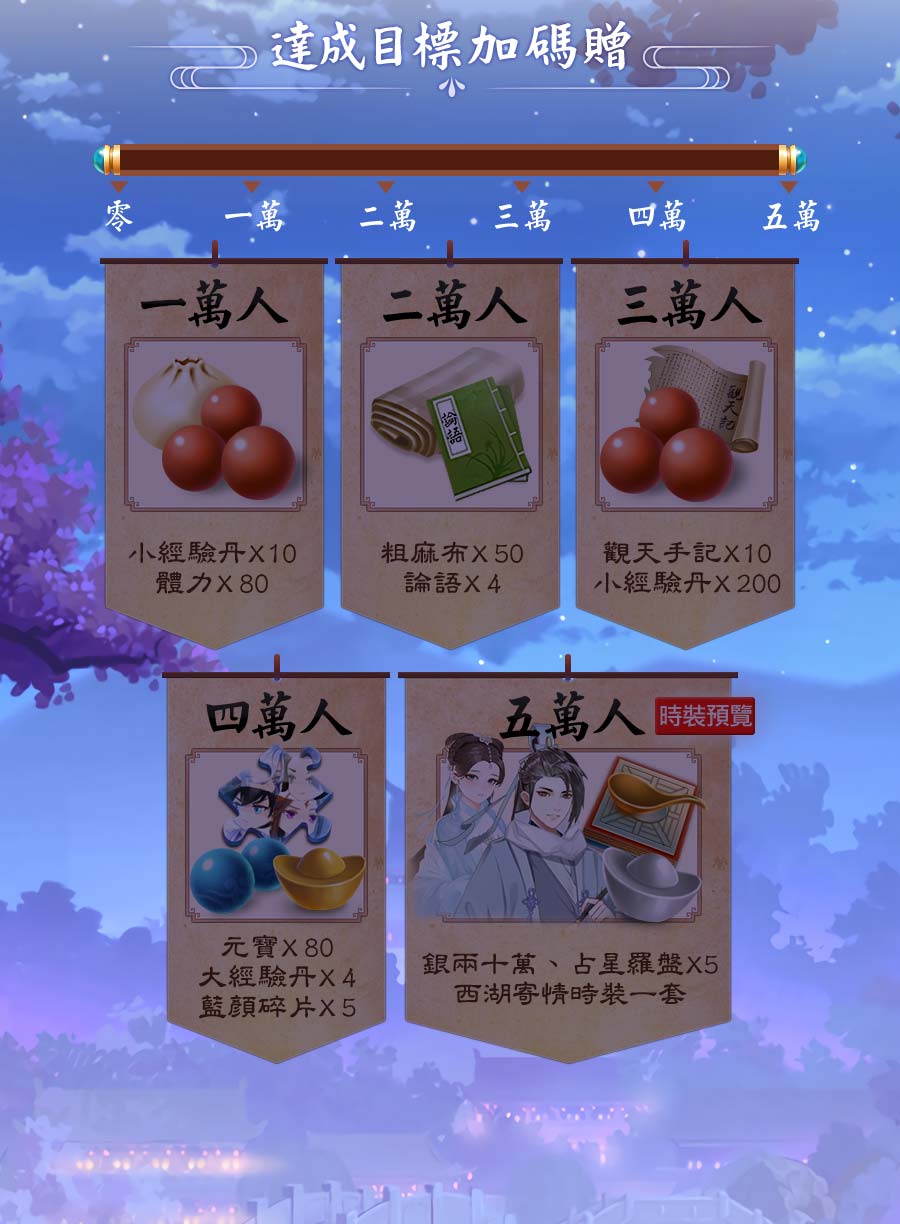 達成目標加碼贈
零 一萬 二萬 三萬 四萬 五萬
一萬人
小經驗丹X10
體力X80
二萬人
論語
粗麻布X50
論語X4
三萬人
觀天記
觀天手記X10
小經驗丹X200
四萬人
元寶X80
大經驗丹X4
藍顏碎片X5
五萬人
時裝預覽
銀兩十萬、占星羅盤X5
西湖寄情時裝一套